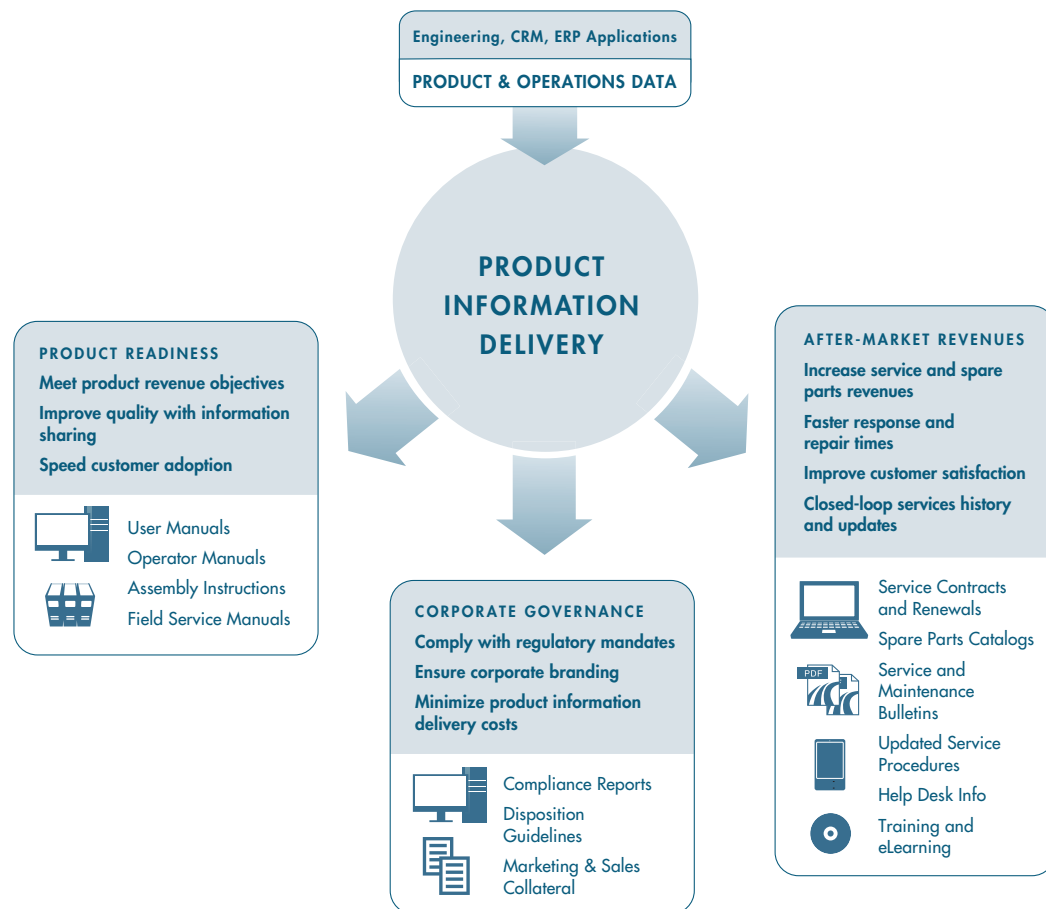 Engineering, CRM, ERP Applications
PRODUCT & OPERATIONS DATA
PRODUCT
INFORMATION
DELIVERY
PRODUCT READINESS
Meet product revenue objectives
Improve quality with information
sharing
Speed customer adoption
User Manuals
Operator Manuals
Assembly Instructions
Field Service Manuals
CORPORATE GOVERNANCE
Comply with regulatory mandates
Ensure corporate branding
Minimize product information
delivery costs
Compliance Reports
Disposition
Guidelines
Marketing & Sales
Collateral
AFTER-MARKET REVENUES
Increase service and spare
parts revenues
Faster response and
repair times
Improve customer satisfaction
Closed-loop services history
and updates
Service Contracts
and Renewals
Spare Parts Catalogs
PDF
Service and
Maintenance
Bulletins
Updated Service
Procedures
Help Desk Info
Training and
eLearning